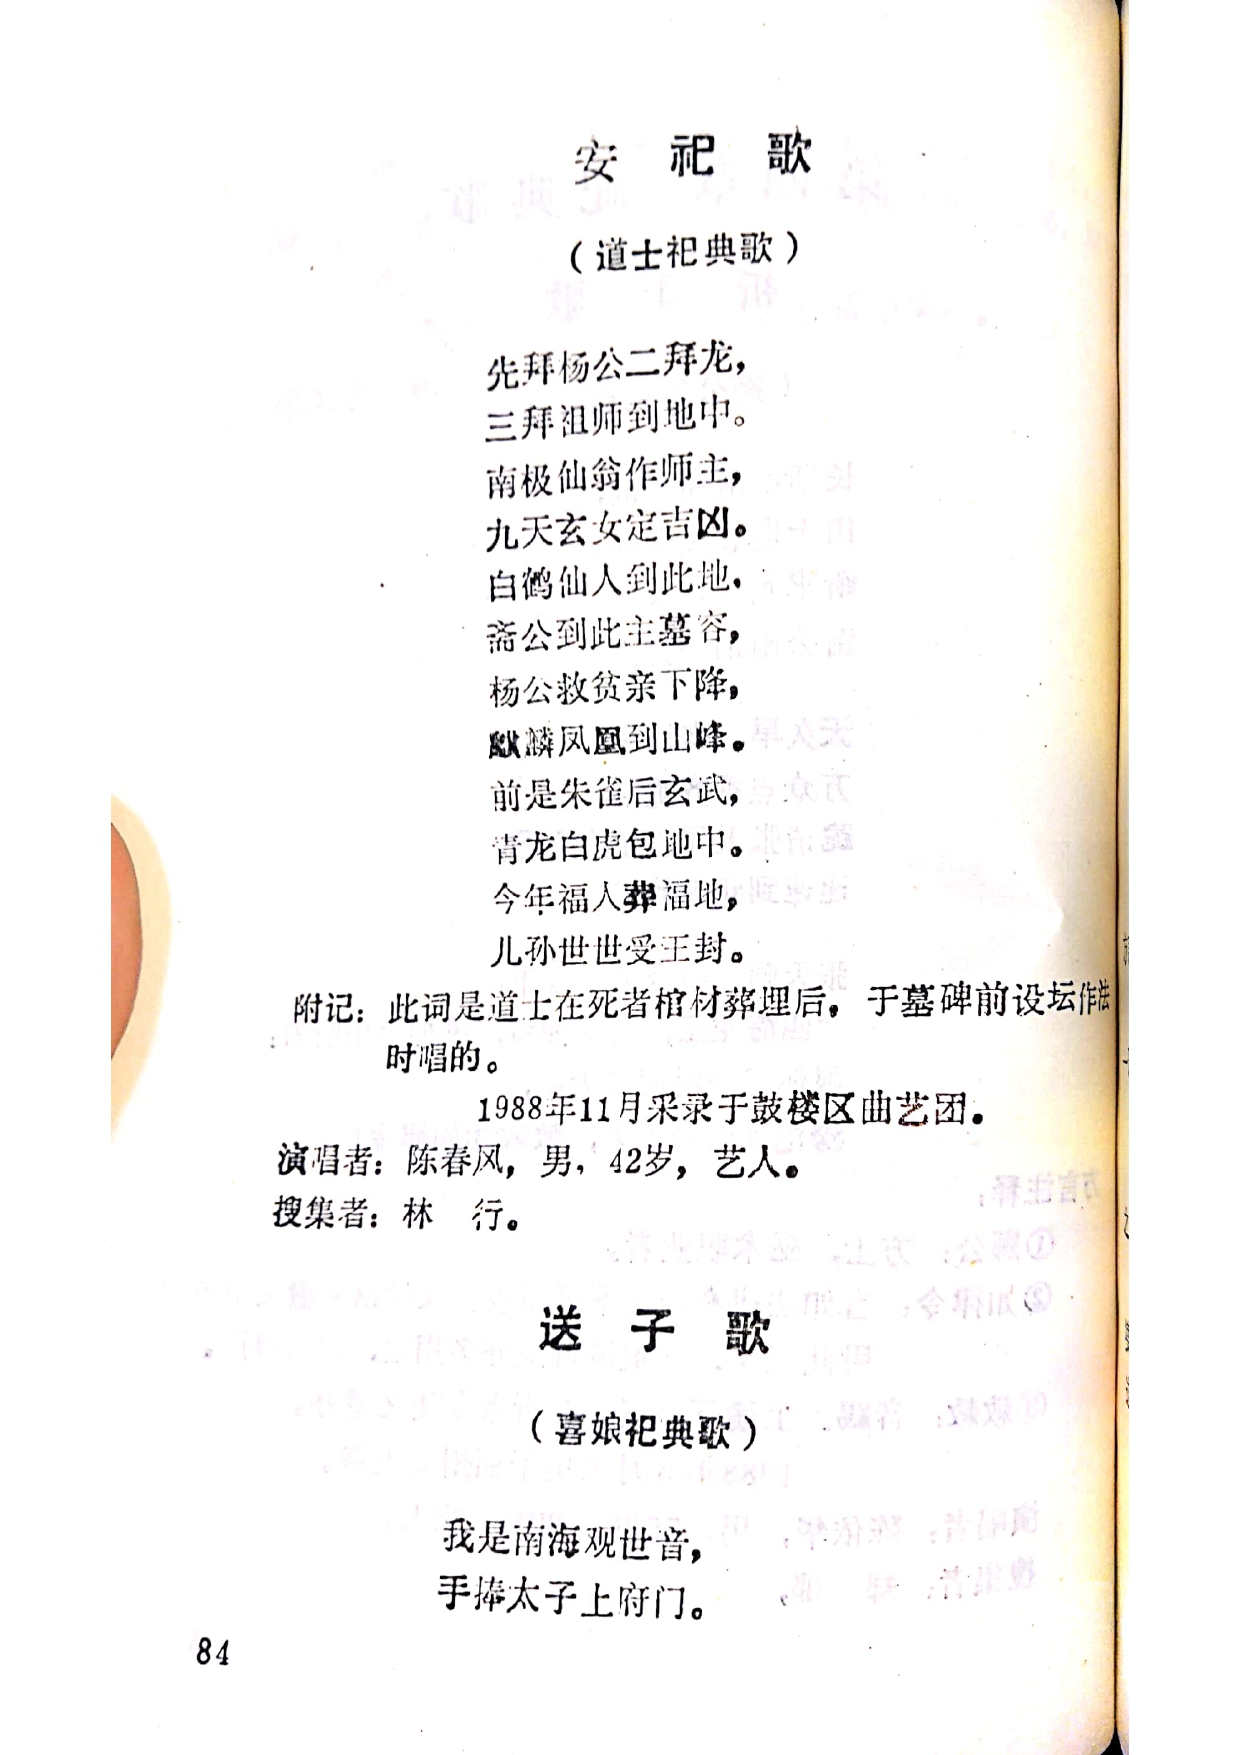 安 祀 歌
（道士祀典歌）
先拜杨公二拜龙，
三拜祖师到地中。
南极仙翁作师主，
九天玄女定吉凶。
白鹤仙人到此地，
斋公到此主墓容，
杨公救贫亲下降，
麒麟凤凰到山峰。
前是朱雀后玄武，
青龙白虎包地中。
今年福人葬福地，
儿孙世世受王封。
附记：此词是道士在死者棺材葬埋后，于墓碑前设坛作法
时唱的。
1988年11月采录于鼓楼区曲艺团。
演唱者：陈春风，男，42岁，艺人。
搜集者：林 行。
送 子 歌
（喜娘祀典歌）
我是南海观世音，
手捧太子上府门。
84